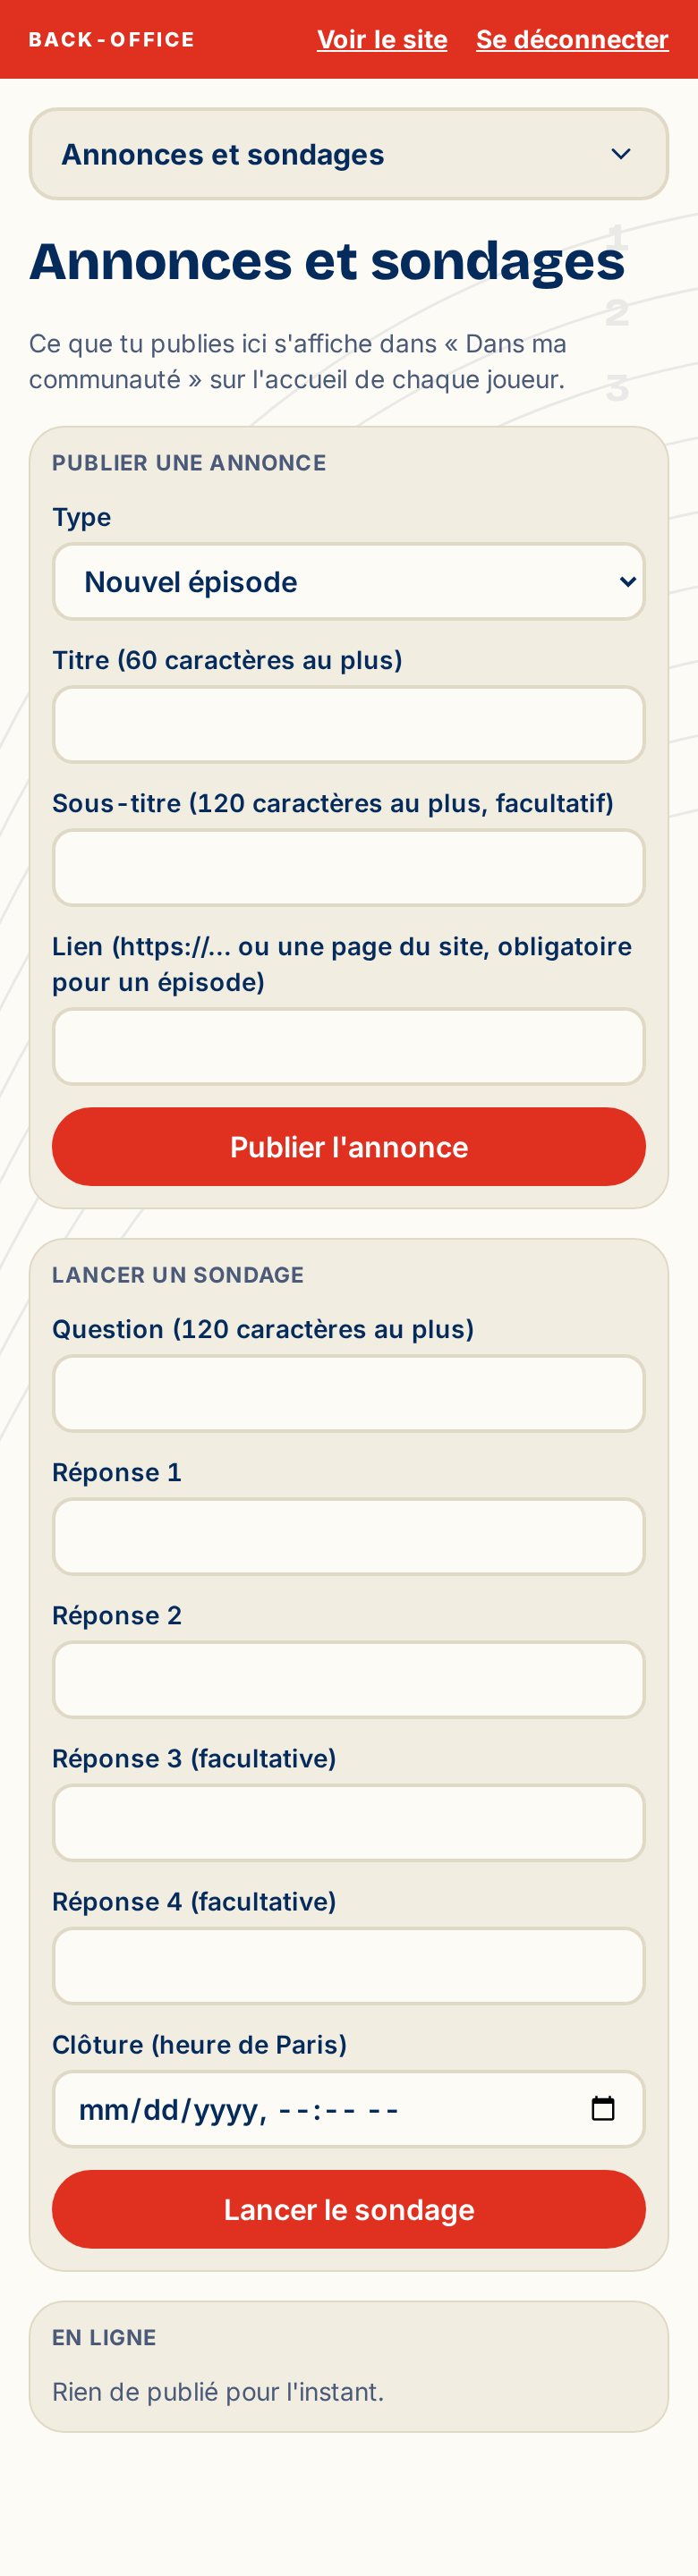 BACK-OFFICE
Voir le site
Se déconnecter
Annonces et sondages
Annonces et sondages
1
2
3
Ce que tu publies ici s'affiche dans « Dans ma
communauté » sur l'accueil de chaque joueur.
PUBLIER UNE ANNONCE
Type
Nouvel épisode
Titre (60 caractères au plus)
Sous-titre (120 caractères au plus, facultatif)
Lien (https://... ou une page du site, obligatoire
pour un épisode)
Publier l'annonce
LANCER UN SONDAGE
Question (120 caractères au plus)
Réponse 1
Réponse 2
Réponse 3 (facultative)
Réponse 4 (facultative)
Clôture (heure de Paris)
mm/dd/yyyy, --:-- --
Lancer le sondage
EN LIGNE
Rien de publié pour l'instant.